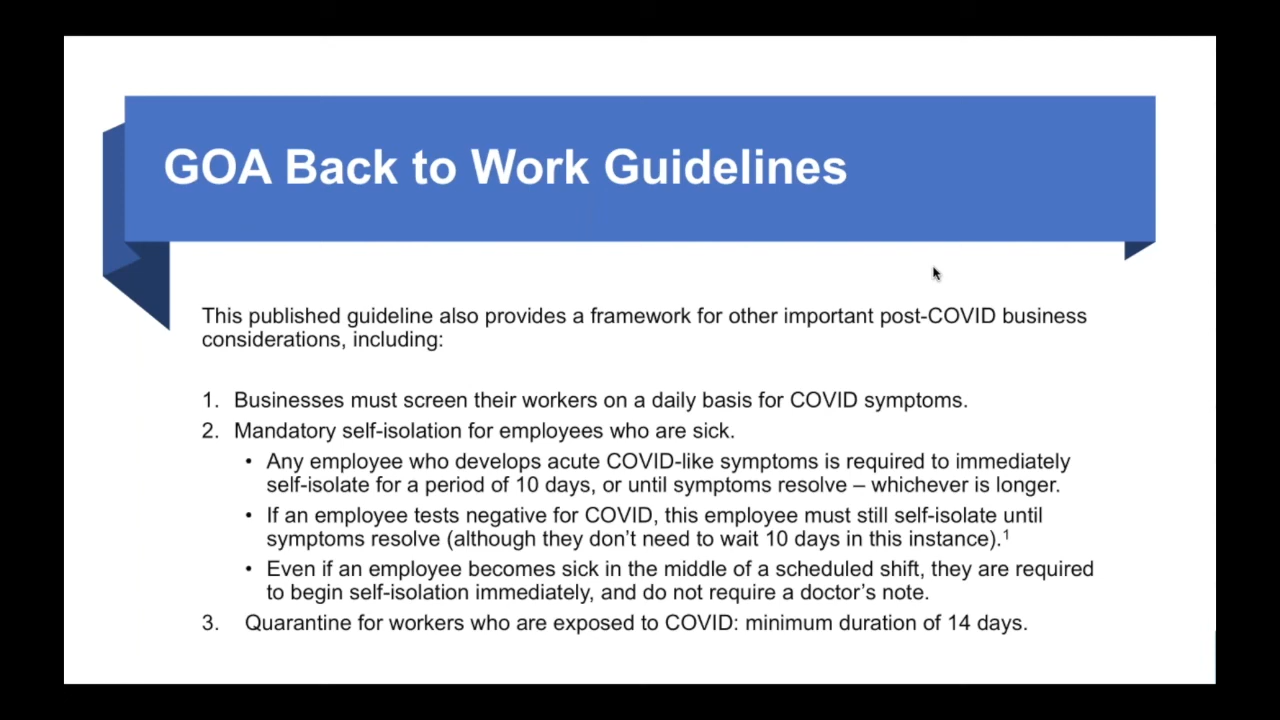 GOA Back to Work Guidelines
This published guideline also provides a framework for other important post-COVID business
considerations, including:
1. Businesses must screen their workers on a daily basis for COVID symptoms.
2. Mandatory self-isolation for employees who are sick.
• Any employee who develops acute COVID-like symptoms is required to immediately
self-isolate for a period of 10 days, or until symptoms resolve – whichever is longer.
• If an employee tests negative for COVID, this employee must still self-isolate until
symptoms resolve (although they don’t need to wait 10 days in this instance).¹
• Even if an employee becomes sick in the middle of a scheduled shift, they are required
to begin self-isolation immediately, and do not require a doctor’s note.
3. Quarantine for workers who are exposed to COVID: minimum duration of 14 days.